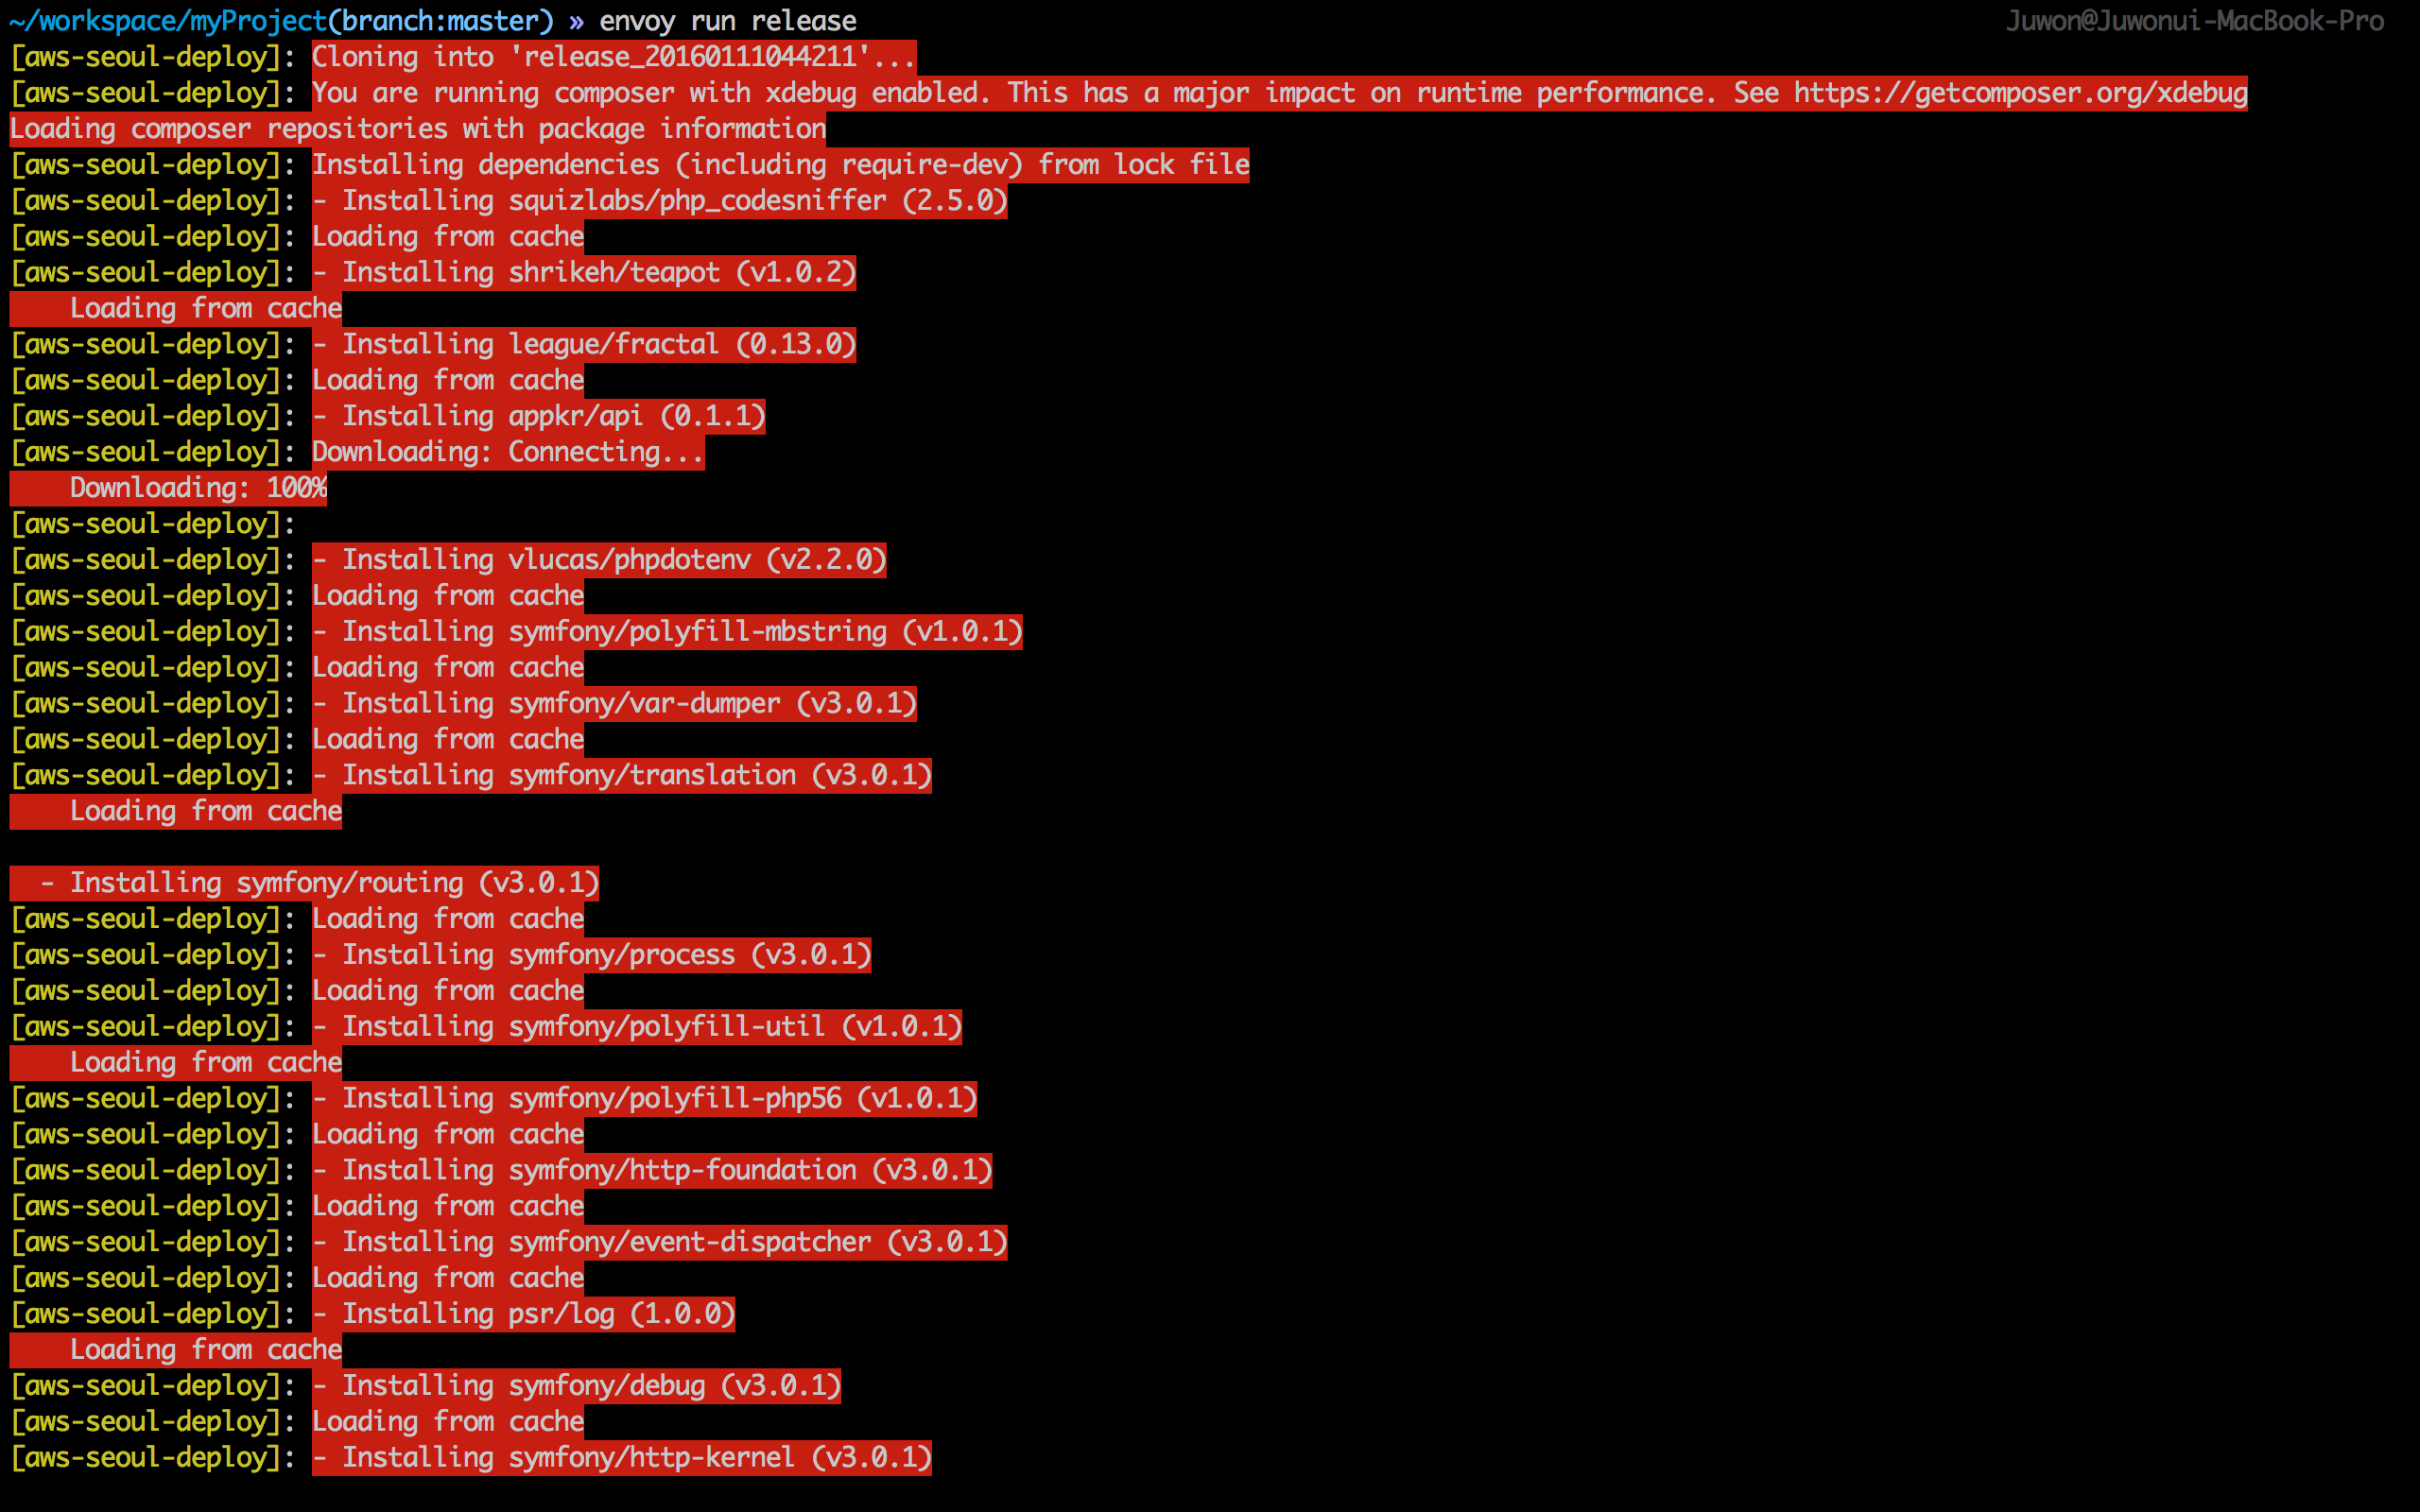 ~/workspace/myProject(branch:master) » envoy run release Juwon@Juwonui-MacBook-Pro
[aws-seoul-deploy]: Cloning into 'release_20160111044211'...
[aws-seoul-deploy]: You are running composer with xdebug enabled. This has a major impact on runtime performance. See https://getcomposer.org/xdebug
Loading composer repositories with package information
[aws-seoul-deploy]: Installing dependencies (including require-dev) from lock file
[aws-seoul-deploy]: - Installing squizlabs/php_codesniffer (2.5.0)
[aws-seoul-deploy]: Loading from cache
[aws-seoul-deploy]: - Installing shrikeh/teapot (v1.0.2)
    Loading from cache
[aws-seoul-deploy]: - Installing league/fractal (0.13.0)
[aws-seoul-deploy]: Loading from cache
[aws-seoul-deploy]: - Installing appkr/api (0.1.1)
[aws-seoul-deploy]: Downloading: Connecting...
    Downloading: 100%
[aws-seoul-deploy]:
[aws-seoul-deploy]: - Installing vlucas/phpdotenv (v2.2.0)
[aws-seoul-deploy]: Loading from cache
[aws-seoul-deploy]: - Installing symfony/polyfill-mbstring (v1.0.1)
[aws-seoul-deploy]: Loading from cache
[aws-seoul-deploy]: - Installing symfony/var-dumper (v3.0.1)
[aws-seoul-deploy]: Loading from cache
[aws-seoul-deploy]: - Installing symfony/translation (v3.0.1)
    Loading from cache
  - Installing symfony/routing (v3.0.1)
[aws-seoul-deploy]: Loading from cache
[aws-seoul-deploy]: - Installing symfony/process (v3.0.1)
[aws-seoul-deploy]: Loading from cache
[aws-seoul-deploy]: - Installing symfony/polyfill-util (v1.0.1)
    Loading from cache
[aws-seoul-deploy]: - Installing symfony/polyfill-php56 (v1.0.1)
[aws-seoul-deploy]: Loading from cache
[aws-seoul-deploy]: - Installing symfony/http-foundation (v3.0.1)
[aws-seoul-deploy]: Loading from cache
[aws-seoul-deploy]: - Installing symfony/event-dispatcher (v3.0.1)
[aws-seoul-deploy]: Loading from cache
[aws-seoul-deploy]: - Installing psr/log (1.0.0)
    Loading from cache
[aws-seoul-deploy]: - Installing symfony/debug (v3.0.1)
[aws-seoul-deploy]: Loading from cache
[aws-seoul-deploy]: - Installing symfony/http-kernel (v3.0.1)